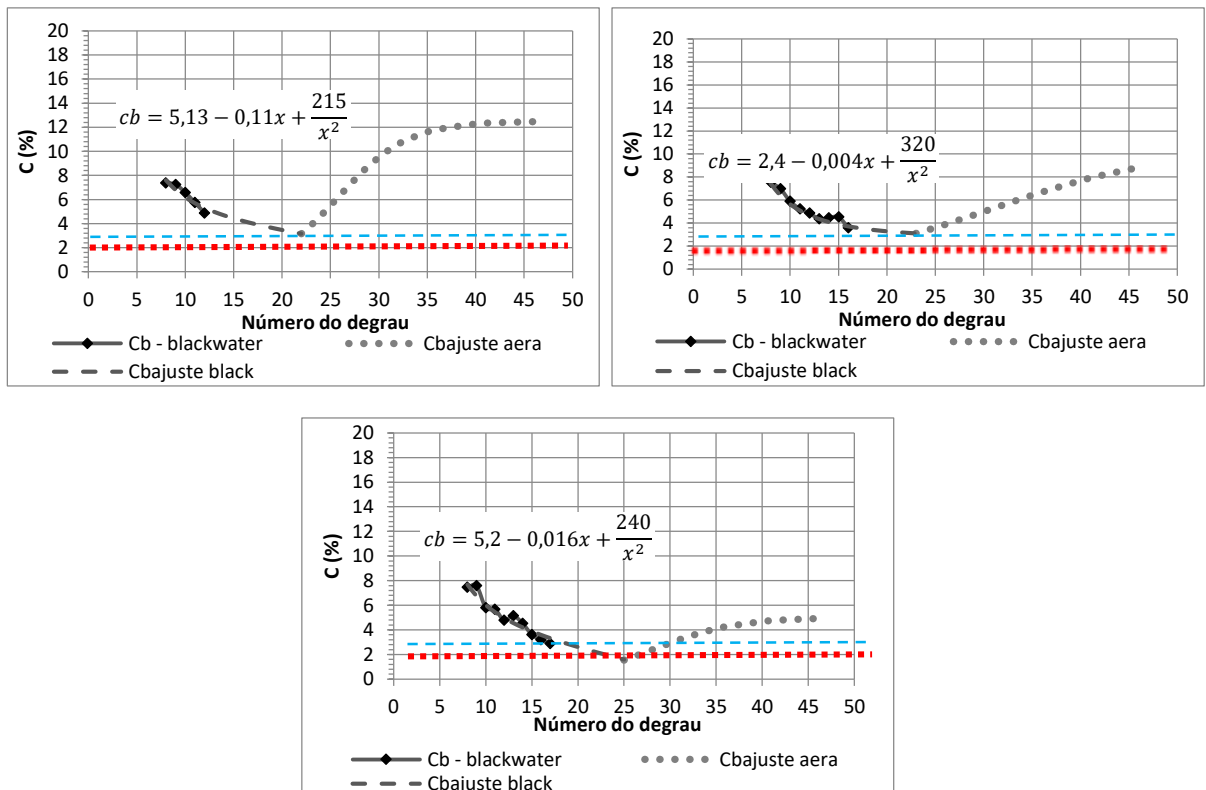 20
18
16
14
12
10
8
6
4
2
0
C (%)
cb = 5,13 − 0,11x + 215/x²
0 5 10 15 20 25 30 35 40 45 50
Número do degrau
Cb - blackwater
Cbajuste aera
Cbajuste black
20
18
16
14
12
10
8
6
4
2
0
C (%)
cb = 2,4 − 0,004x + 320/x²
0 5 10 15 20 25 30 35 40 45 50
Número do degrau
Cb - blackwater
Cbajuste aera
Cbajuste black
20
18
16
14
12
10
8
6
4
2
0
C (%)
cb = 5,2 − 0,016x + 240/x²
0 5 10 15 20 25 30 35 40 45 50
Número do degrau
Cb - blackwater
Cbajuste aera
Cbajuste black